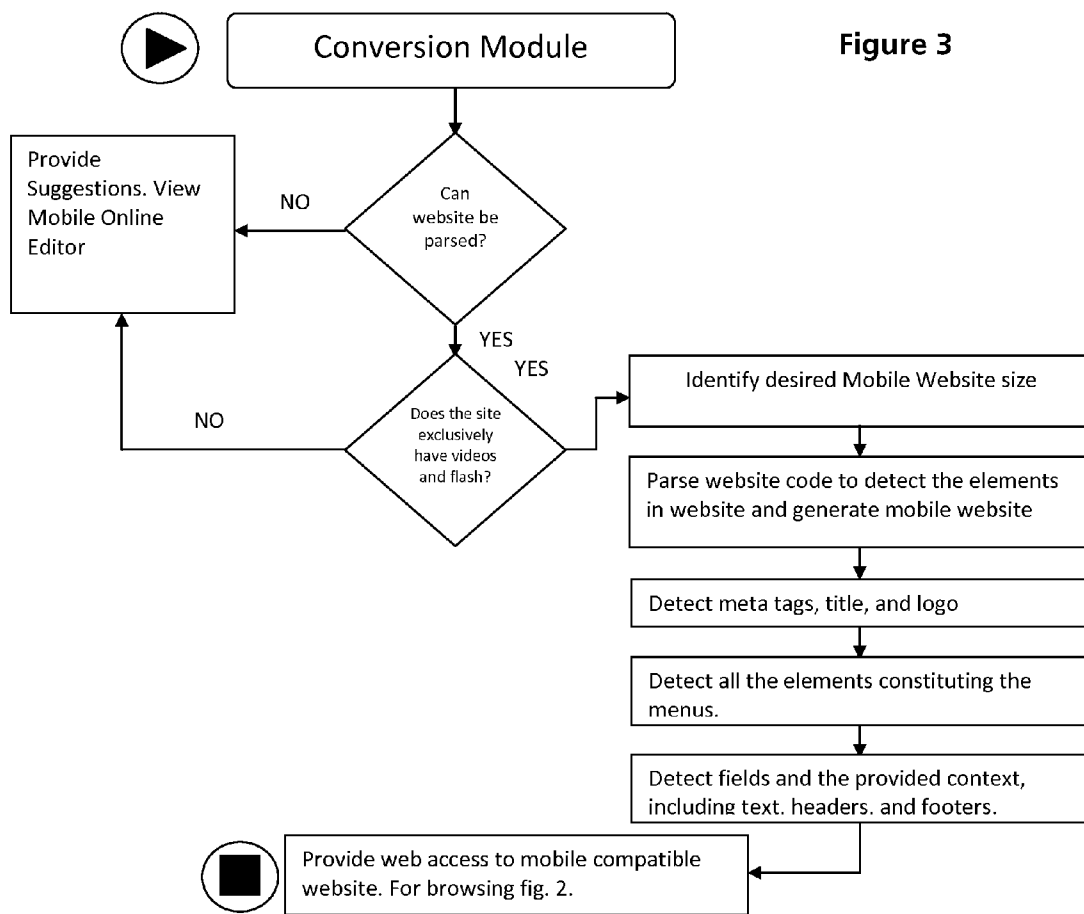 Conversion Module
Figure 3
Provide
Suggestions. View
Mobile Online
Editor
NO
Can
website be
parsed?
YES
YES
NO
Does the site
exclusively
have videos
and flash?
Identify desired Mobile Website size
Parse website code to detect the elements
in website and generate mobile website
Detect meta tags, title, and logo
Detect all the elements constituting the
menus.
Detect fields and the provided context,
including text, headers, and footers.
Provide web access to mobile compatible
website. For browsing fig. 2.